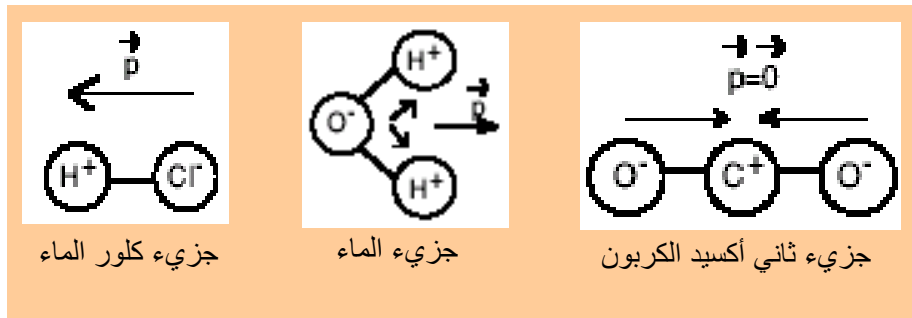 p
H⁺ Cl⁻
جزيء كلور الماء
H⁺
O⁻
p
H⁺
جزيء الماء
p=0
O⁻ C⁺ O⁻
جزيء ثاني أكسيد الكربون